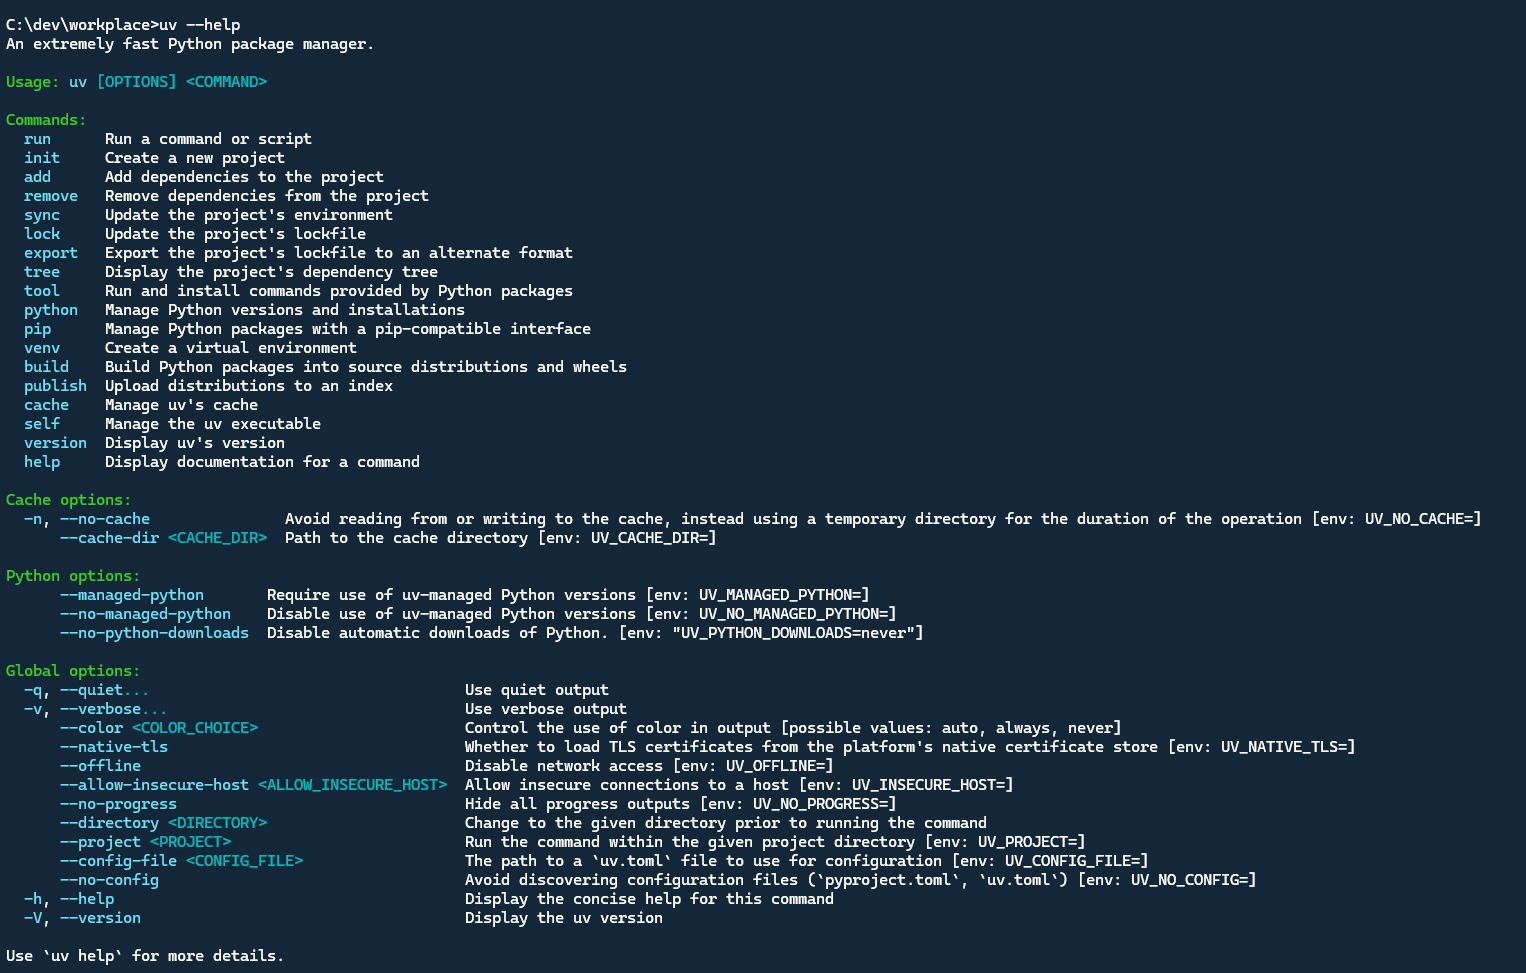 C:\dev\workplace>uv --help
An extremely fast Python package manager.
Usage: uv [OPTIONS] <COMMAND>
Commands:
  run      Run a command or script
  init     Create a new project
  add      Add dependencies to the project
  remove   Remove dependencies from the project
  sync     Update the project's environment
  lock     Update the project's lockfile
  export   Export the project's lockfile to an alternate format
  tree     Display the project's dependency tree
  tool     Run and install commands provided by Python packages
  python   Manage Python versions and installations
  pip      Manage Python packages with a pip-compatible interface
  venv     Create a virtual environment
  build    Build Python packages into source distributions and wheels
  publish  Upload distributions to an index
  cache    Manage uv's cache
  self     Manage the uv executable
  version  Display uv's version
  help     Display documentation for a command
Cache options:
  -n, --no-cache               Avoid reading from or writing to the cache, instead using a temporary directory for the duration of the operation [env: UV_NO_CACHE=]
      --cache-dir <CACHE_DIR>  Path to the cache directory [env: UV_CACHE_DIR=]
Python options:
      --managed-python       Require use of uv-managed Python versions [env: UV_MANAGED_PYTHON=]
      --no-managed-python    Disable use of uv-managed Python versions [env: UV_NO_MANAGED_PYTHON=]
      --no-python-downloads  Disable automatic downloads of Python. [env: "UV_PYTHON_DOWNLOADS=never"]
Global options:
  -q, --quiet...                                   Use quiet output
  -v, --verbose...                                 Use verbose output
      --color <COLOR_CHOICE>                       Control the use of color in output [possible values: auto, always, never]
      --native-tls                                 Whether to load TLS certificates from the platform's native certificate store [env: UV_NATIVE_TLS=]
      --offline                                    Disable network access [env: UV_OFFLINE=]
      --allow-insecure-host <ALLOW_INSECURE_HOST>  Allow insecure connections to a host [env: UV_INSECURE_HOST=]
      --no-progress                                Hide all progress outputs [env: UV_NO_PROGRESS=]
      --directory <DIRECTORY>                      Change to the given directory prior to running the command
      --project <PROJECT>                          Run the command within the given project directory [env: UV_PROJECT=]
      --config-file <CONFIG_FILE>                  The path to a `uv.toml` file to use for configuration [env: UV_CONFIG_FILE=]
      --no-config                                  Avoid discovering configuration files (`pyproject.toml`, `uv.toml`) [env: UV_NO_CONFIG=]
  -h, --help                                       Display the concise help for this command
  -V, --version                                    Display the uv version
Use `uv help` for more details.